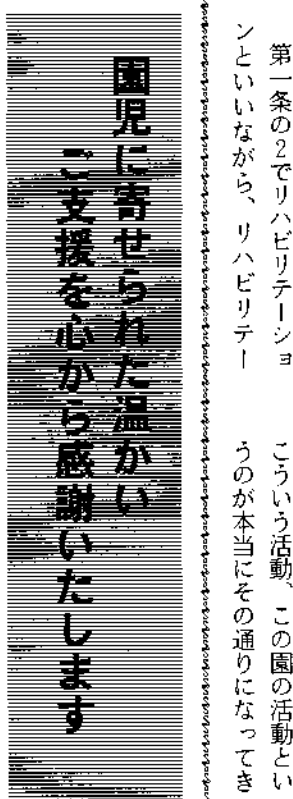 第一条の2でリハビリテーショ
ンといいながら、リハビリテー
こういう活動、この園の活動とい
うのが本当にその通りになってき
園児に寄せられた温かい
ご支援を心から感謝いたします